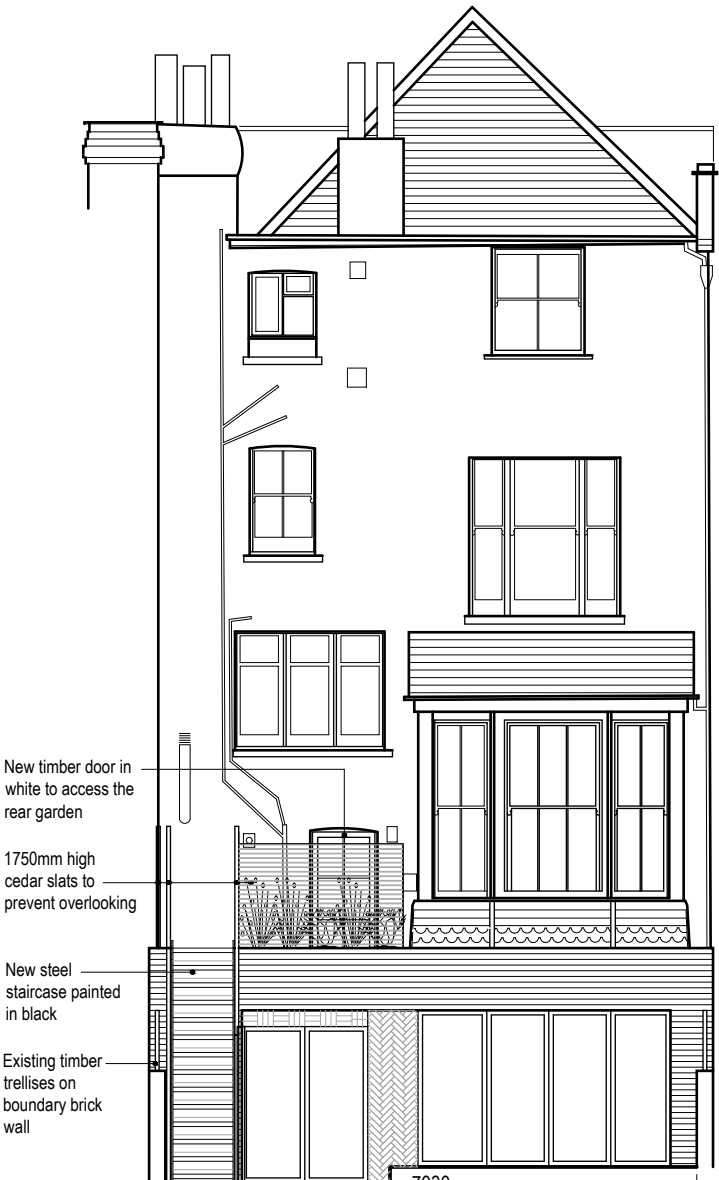 New timber door in
white to access the
rear garden
1750mm high
cedar slats to
prevent overlooking
New steel
staircase painted
in black
Existing timber
trellises on
boundary brick
wall